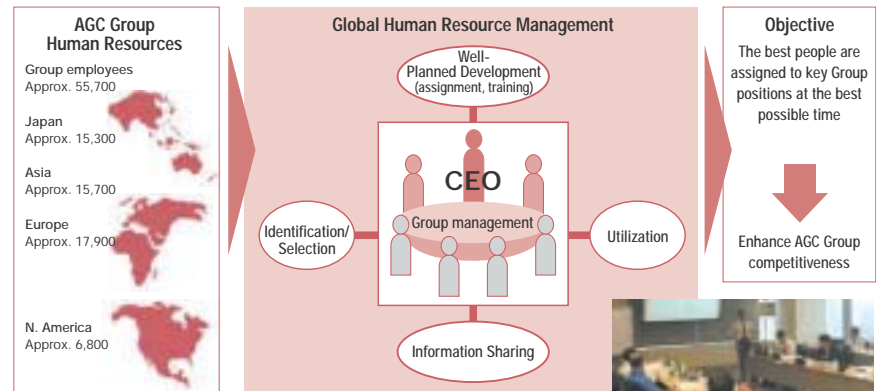 AGC Group
Human Resources
Group employees
Approx. 55,700
Japan
Approx. 15,300
Asia
Approx. 15,700
Europe
Approx. 17,900
N. America
Approx. 6,800
Global Human Resource Management
Well-
Planned Development
(assignment, training)
CEO
Group management
Identification/
Selection
Utilization
Information Sharing
Objective
The best people are
assigned to key Group
positions at the best
possible time
Enhance AGC Group
competitiveness